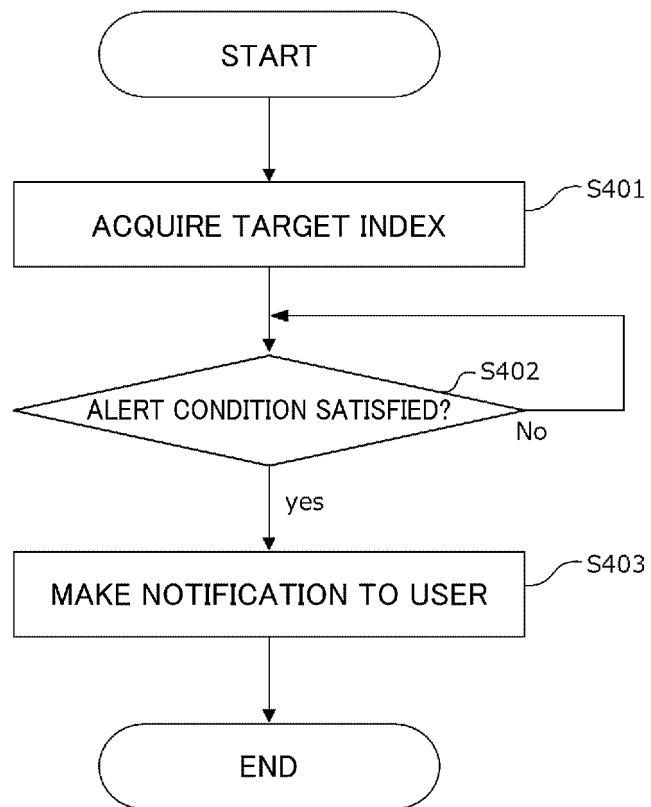 START
ACQUIRE TARGET INDEX
S401
S402
ALERT CONDITION SATISFIED?
No
yes
MAKE NOTIFICATION TO USER
S403
END